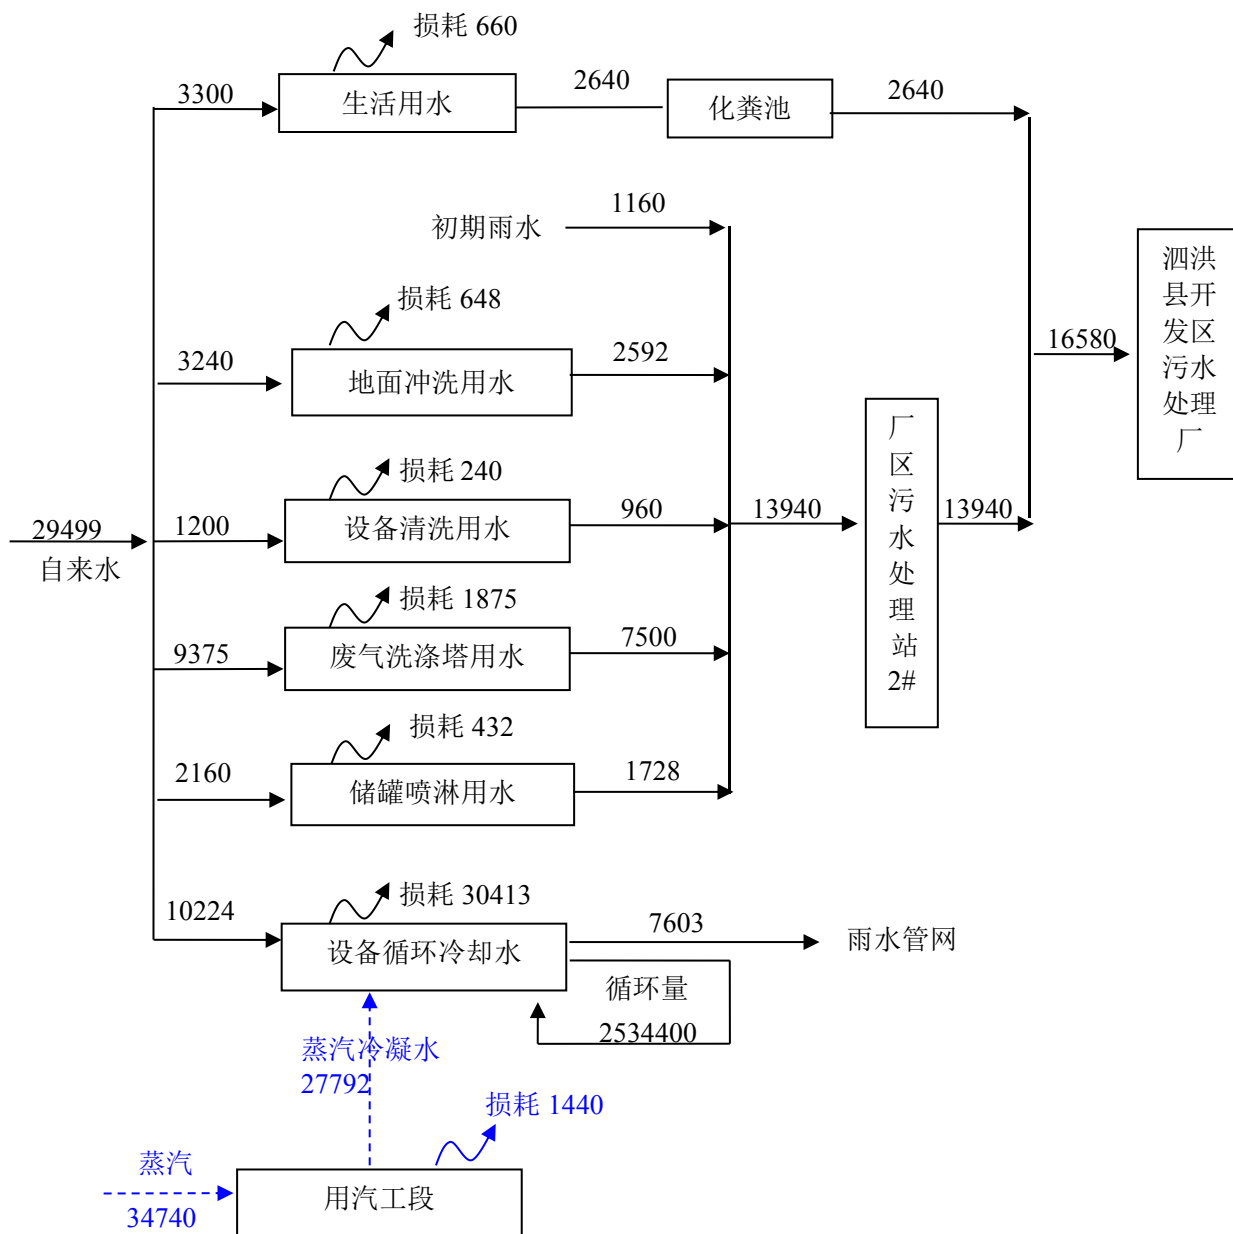 损耗 660
3300
生活用水
2640
化粪池
2640
初期雨水
1160
损耗 648
3240
地面冲洗用水
2592
泗洪
县开
发区
污水
处理
厂
16580
损耗 240
29499
自来水
1200
设备清洗用水
960
13940
厂
区
污
水
处
理
站
2#
13940
损耗 1875
9375
废气洗涤塔用水
7500
损耗 432
2160
储罐喷淋用水
1728
损耗 30413
10224
设备循环冷却水
7603
雨水管网
循环量
2534400
蒸汽冷凝水
27792
损耗 1440
蒸汽
34740
用汽工段